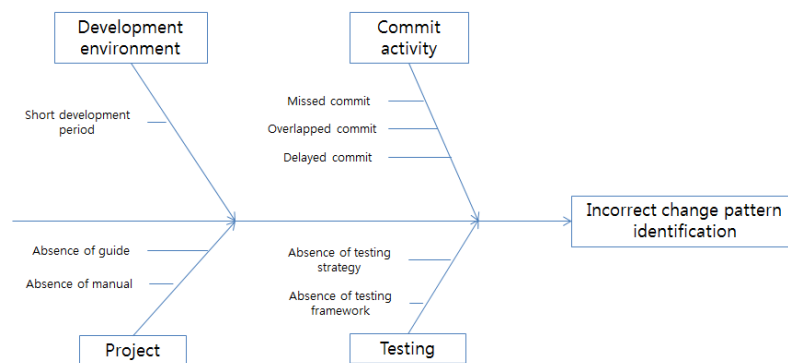 Development
environment
Commit
activity
Short development
period
Missed commit
Overlapped commit
Delayed commit
Incorrect change pattern
identification
Absence of guide
Absence of manual
Absence of testing
strategy
Absence of testing
framework
Project
Testing